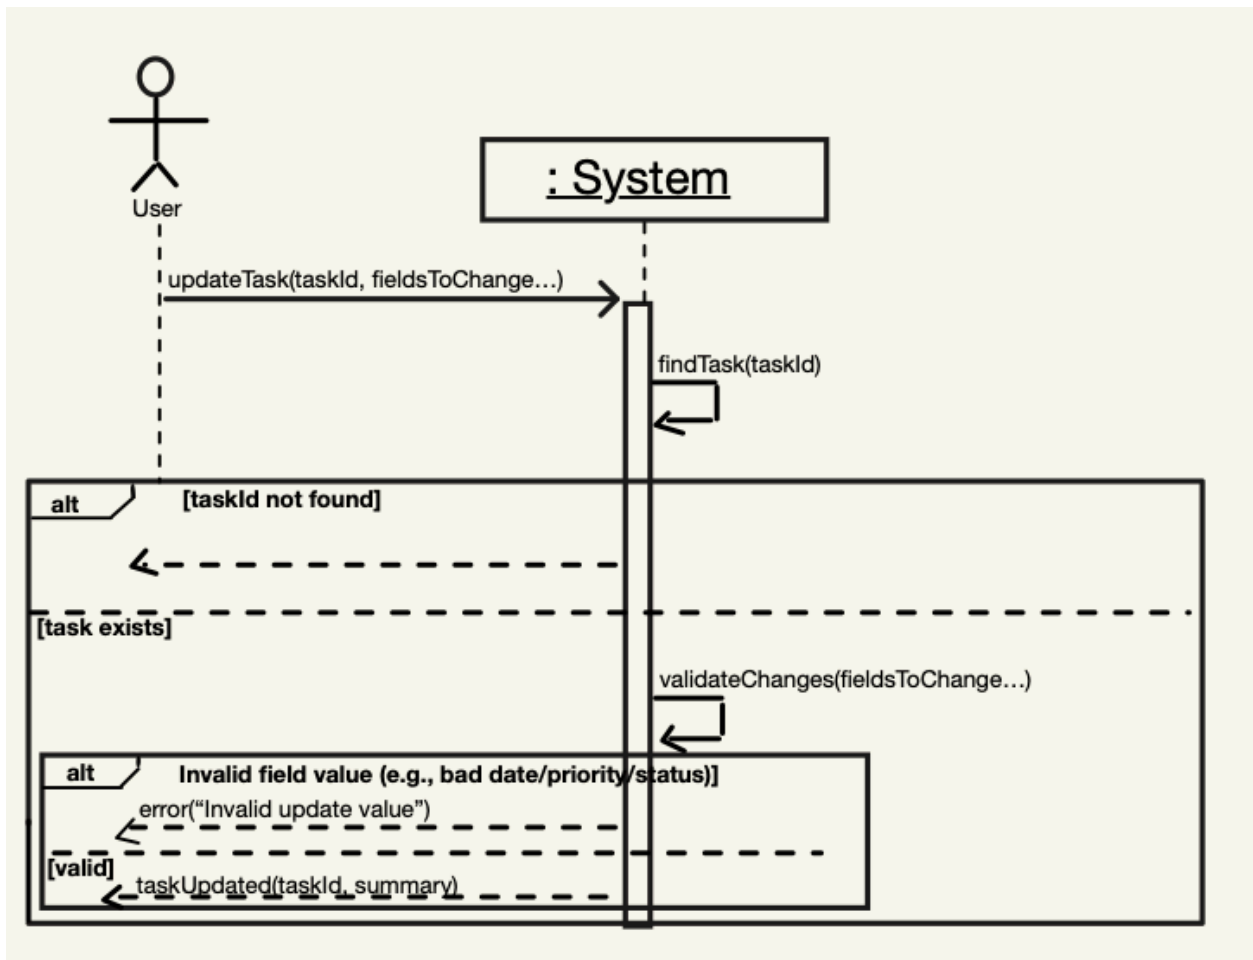 : System
User
updateTask(taskId, fieldsToChange...)
findTask(taskId)
alt
[taskId not found]
[task exists]
validateChanges(fieldsToChange...)
alt
Invalid field value (e.g., bad date/priority/status)]
error(“Invalid update value”)
[valid]
taskUpdated(taskId, summary)